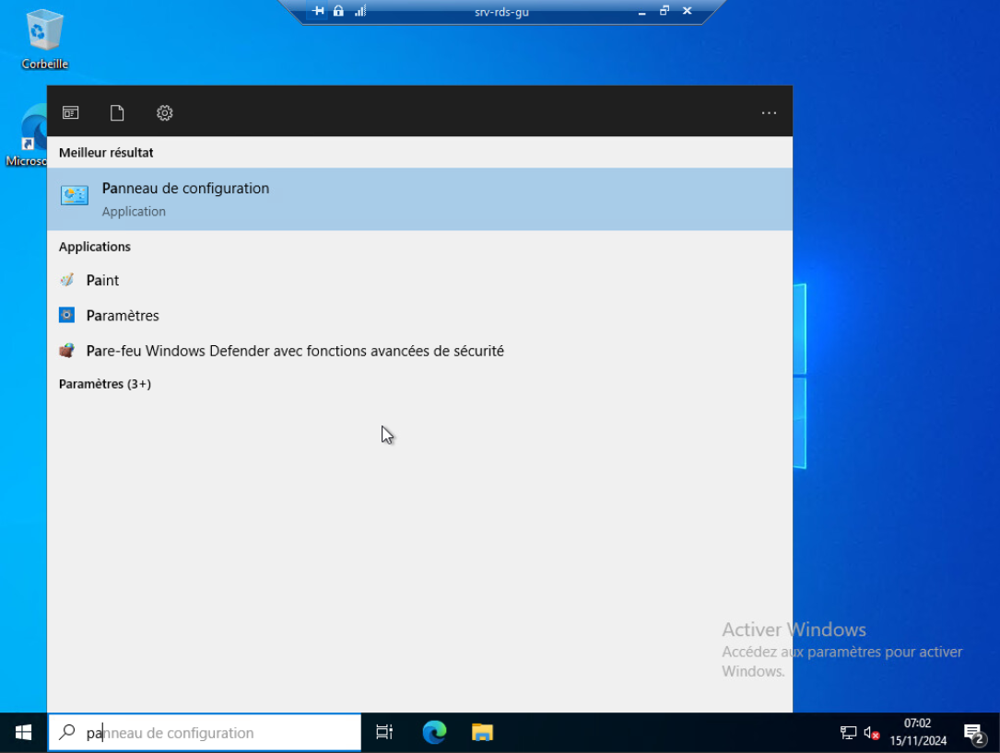 srv-rds-gu
Corbeille
Microso
Meilleur résultat
Panneau de configuration
Application
Applications
Paint
Paramètres
Pare-feu Windows Defender avec fonctions avancées de sécurité
Paramètres (3+)
Activer Windows
Accédez aux paramètres pour activer
Windows.
panneau de configuration
07:02
15/11/2024
2